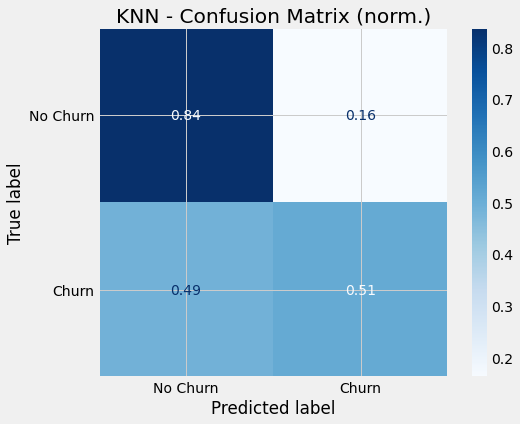 KNN - Confusion Matrix (norm.)
No Churn
Churn
True label
0.84
0.16
0.49
0.51
No Churn
Churn
Predicted label
0.8
0.7
0.6
0.5
0.4
0.3
0.2